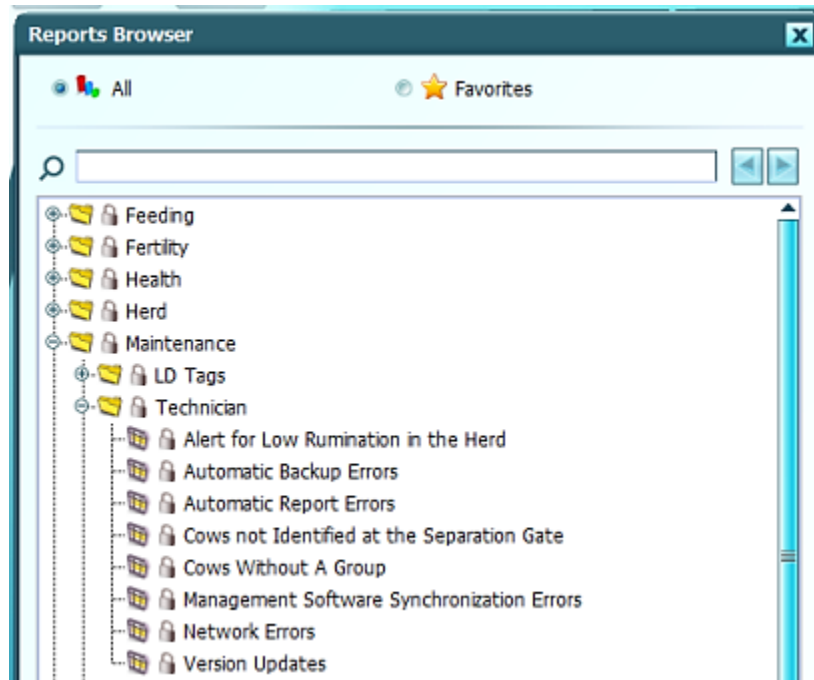 Reports Browser
All
Favorites
Feeding
Fertility
Health
Herd
Maintenance
LD Tags
Technician
Alert for Low Rumination in the Herd
Automatic Backup Errors
Automatic Report Errors
Cows not Identified at the Separation Gate
Cows Without A Group
Management Software Synchronization Errors
Network Errors
Version Updates